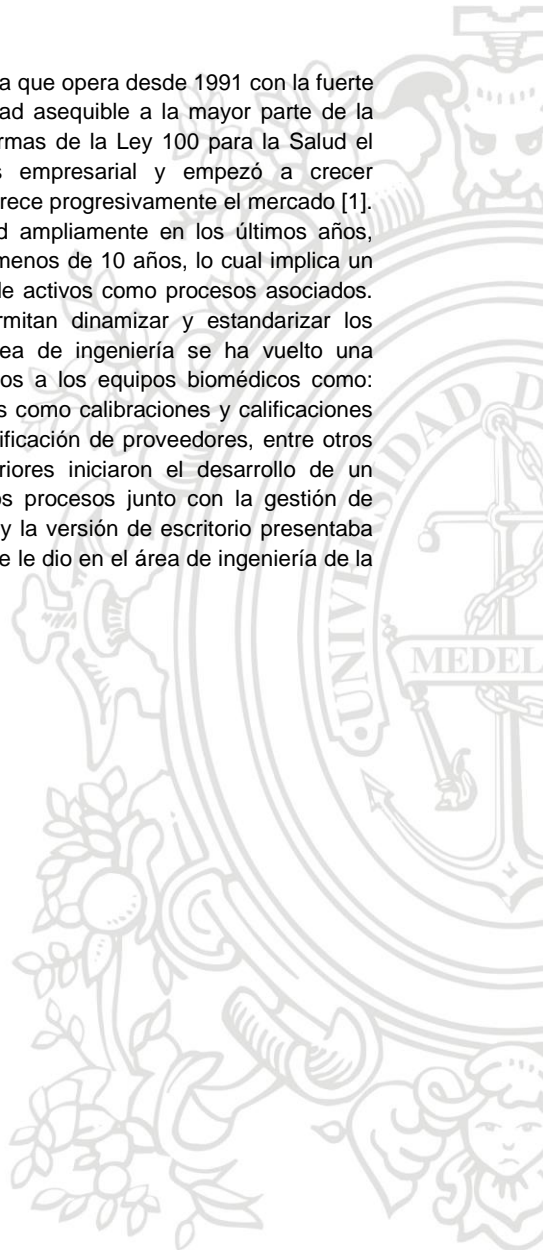 a que opera desde 1991 con la fuerte
ad asequible a la mayor parte de la
rmas de la Ley 100 para la Salud el
s empresarial y empezó a crecer
rece progresivamente el mercado [1].
d ampliamente en los últimos años,
menos de 10 años, lo cual implica un
de activos como procesos asociados.
rmitan dinamizar y estandarizar los
ea de ingeniería se ha vuelto una
os a los equipos biomédicos como:
s como calibraciones y calificaciones
ificación de proveedores, entre otros
riores iniciaron el desarrollo de un
os procesos junto con la gestión de
y la versión de escritorio presentaba
e le dio en el área de ingeniería de la
UNIVERSIDAD D
MEDEL